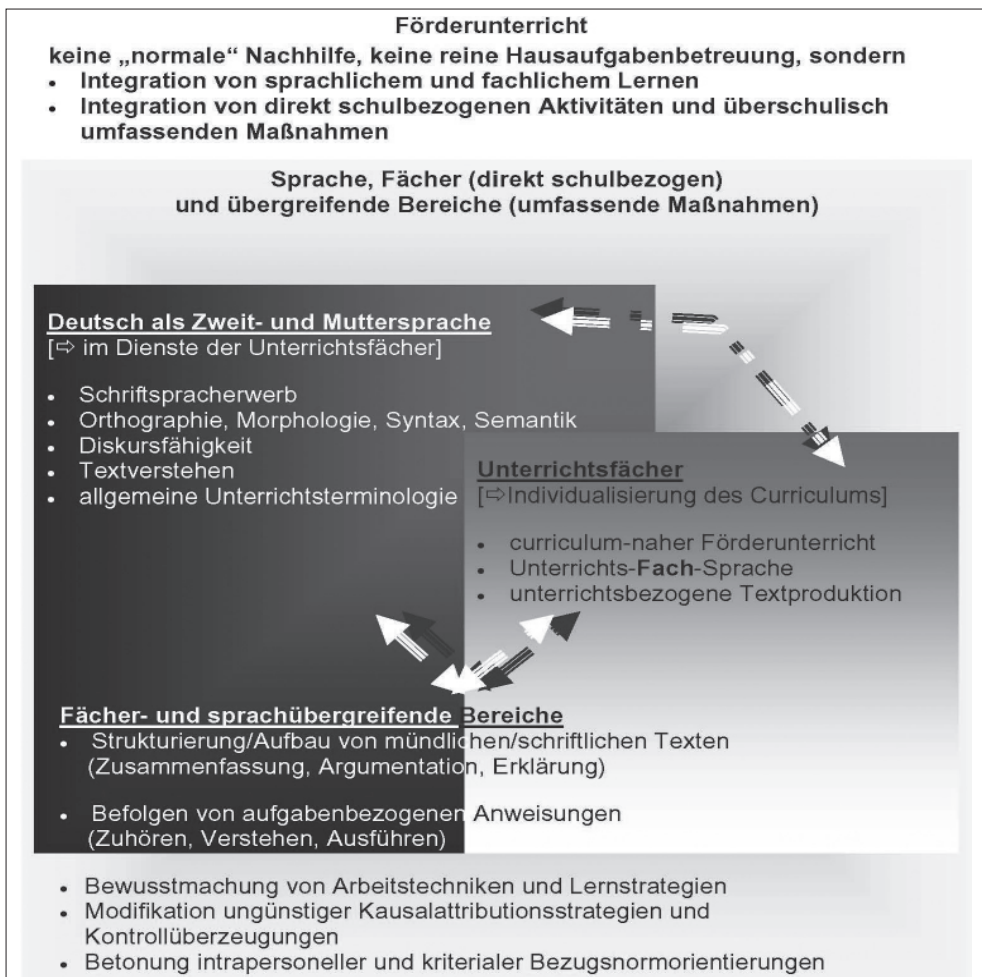 Förderunterricht
keine „normale“ Nachhilfe, keine reine Hausaufgabenbetreuung, sondern
• Integration von sprachlichem und fachlichem Lernen
• Integration von direkt schulbezogenen Aktivitäten und überschulisch
umfassenden Maßnahmen
Sprache, Fächer (direkt schulbezogen)
und übergreifende Bereiche (umfassende Maßnahmen)
Deutsch als Zweit- und Muttersprache
[⇨ im Dienste der Unterrichtsfächer]
• Schriftspracherwerb
• Orthographie, Morphologie, Syntax, Semantik
• Diskursfähigkeit
• Textverstehen
• allgemeine Unterrichtsterminologie
Unterrichtsfächer
[⇨Individualisierung des Curriculums]
• curriculum-naher Förderunterricht
• Unterrichts-Fach-Sprache
• unterrichtsbezogene Textproduktion
Fächer- und sprachübergreifende Bereiche
• Strukturierung/Aufbau von mündlichen/schriftlichen Texten
(Zusammenfassung, Argumentation, Erklärung)
• Befolgen von aufgabenbezogenen Anweisungen
(Zuhören, Verstehen, Ausführen)
• Bewusstmachung von Arbeitstechniken und Lernstrategien
• Modifikation ungünstiger Kausalattributionsstrategien und
Kontrollüberzeugungen
• Betonung intrapersoneller und kriterialer Bezugsnormorientierungen